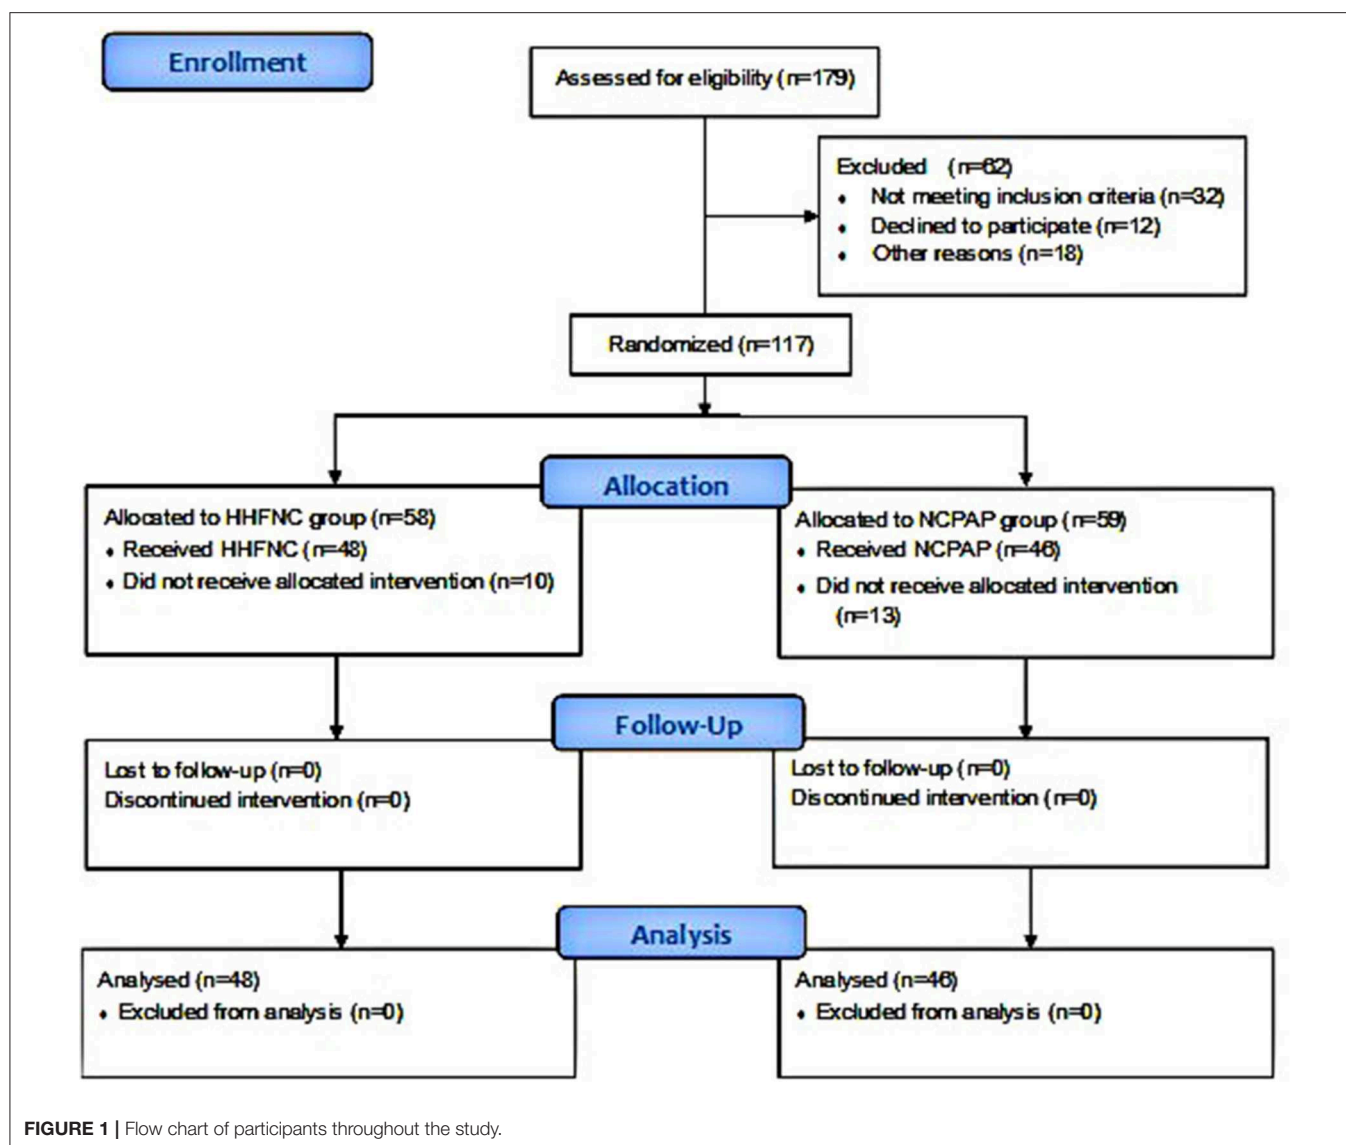 Enrollment
Assessed for eligibility (n=179)
Excluded (n=62)
• Not meeting inclusion criteria (n=32)
• Declined to participate (n=12)
• Other reasons (n=18)
Randomized (n=117)
Allocation
Allocated to HHFNC group (n=58)
• Received HHFNC (n=48)
• Did not receive allocated intervention (n=10)
Allocated to NCPAP group (n=59)
• Received NCPAP (n=46)
• Did not receive allocated intervention
(n=13)
Follow-Up
Lost to follow-up (n=0)
Discontinued intervention (n=0)
Lost to follow-up (n=0)
Discontinued intervention (n=0)
Analysis
Analysed (n=48)
• Excluded from analysis (n=0)
Analysed (n=46)
• Excluded from analysis (n=0)
FIGURE 1 | Flow chart of participants throughout the study.